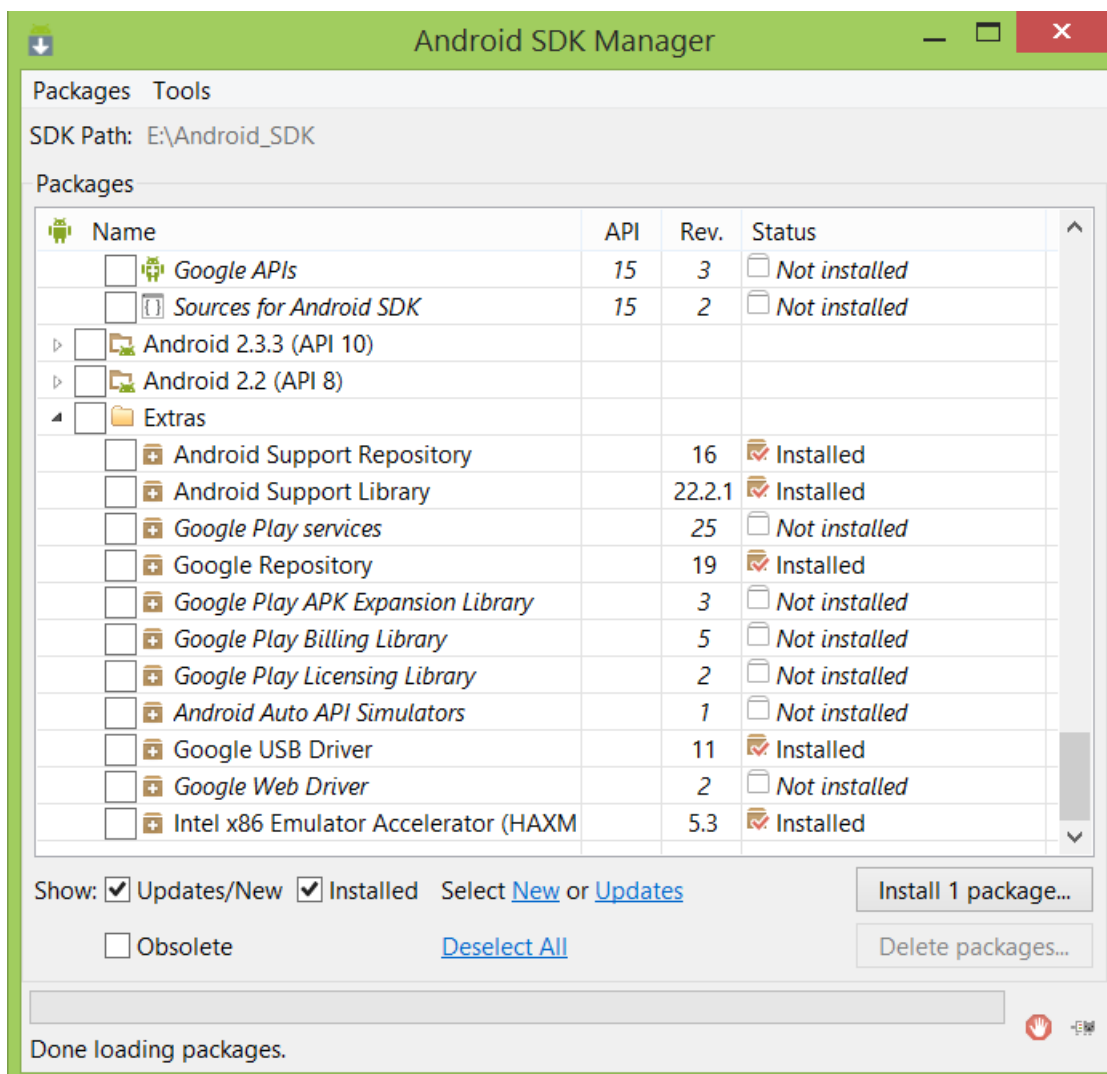 Android SDK Manager
Packages Tools
SDK Path: E:\Android_SDK
Packages
Name API Rev. Status
Google APIs 15 3 Not installed
Sources for Android SDK 15 2 Not installed
Android 2.3.3 (API 10)
Android 2.2 (API 8)
Extras
Android Support Repository 16 Installed
Android Support Library 22.2.1 Installed
Google Play services 25 Not installed
Google Repository 19 Installed
Google Play APK Expansion Library 3 Not installed
Google Play Billing Library 5 Not installed
Google Play Licensing Library 2 Not installed
Android Auto API Simulators 1 Not installed
Google USB Driver 11 Installed
Google Web Driver 2 Not installed
Intel x86 Emulator Accelerator (HAXM 5.3 Installed
Show: Updates/New Installed Select New or Updates Install 1 package...
Obsolete Deselect All Delete packages...
Done loading packages.